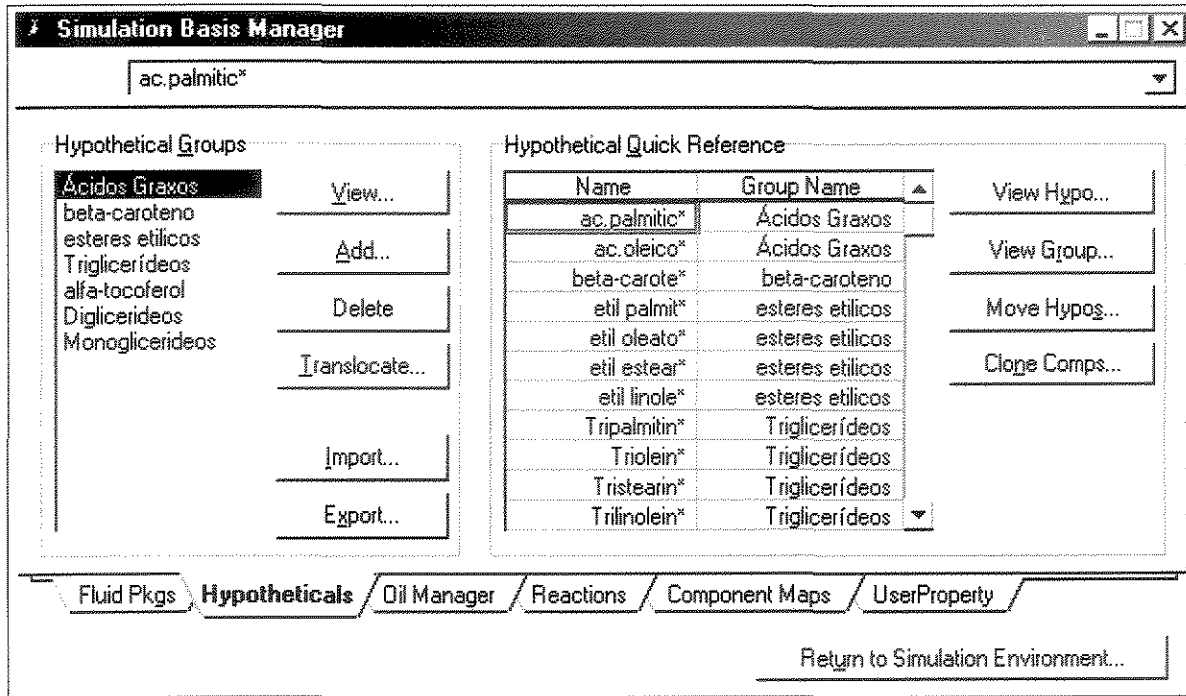 Simulation Basis Manager
ac.palmitic*
Hypothetical Groups
Ácidos Graxos
beta-caroteno
esteres etilicos
Triglicerídeos
alfa-tocoferol
Diglicerideos
Monoglicerideos
View...
Add...
Delete
Translocate...
Import...
Export...
Hypothetical Quick Reference
Name Group Name
ac.palmitic* Ácidos Graxos
ac.oleico* Ácidos Graxos
beta-carote* beta-caroteno
etil palmit* esteres etilicos
etil oleato* esteres etilicos
etil estear* esteres etilicos
etil linole* esteres etilicos
Tripalmitin* Triglicerídeos
Triolein* Triglicerídeos
Tristearin* Triglicerídeos
Trilinolein* Triglicerídeos
View Hypo...
View Group...
Move Hypos...
Clone Comps...
Fluid Pkgs Hypotheticals Oil Manager Reactions Component Maps UserProperty
Return to Simulation Environment...